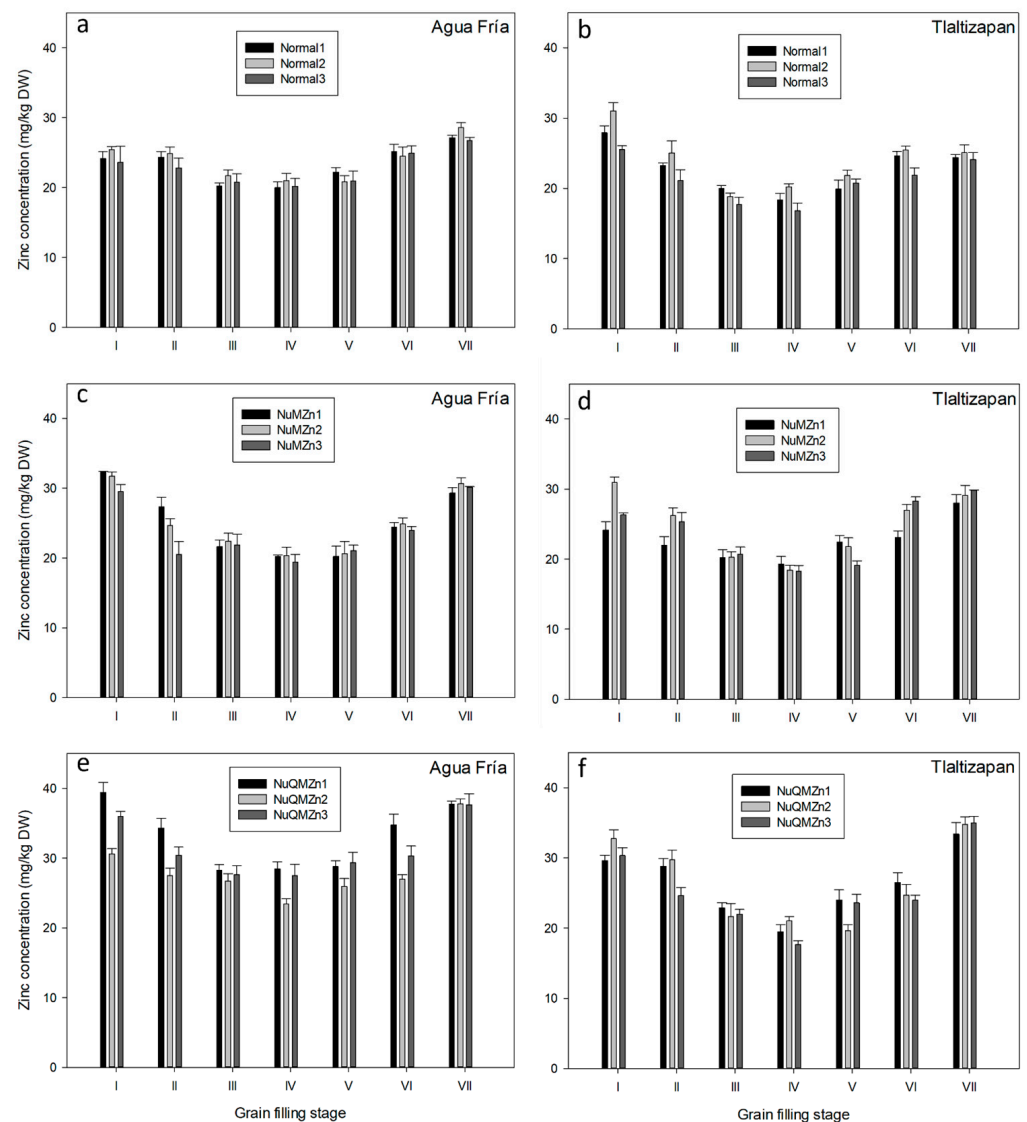 a
Agua Fría
Normal1
Normal2
Normal3
Zinc concentration (mg/kg DW)
40
30
20
10
0
I II III IV V VI VII
b
Tlaltizapan
Normal1
Normal2
Normal3
40
30
20
10
0
I II III IV V VI VII
c
Agua Fría
NuMZn1
NuMZn2
NuMZn3
Zinc concentration (mg/kg DW)
40
30
20
10
0
I II III IV V VI VII
d
Tlaltizapan
NuMZn1
NuMZn2
NuMZn3
40
30
20
10
0
I II III IV V VI VII
e
Agua Fría
NuQMZn1
NuQMZn2
NuQMZn3
Zinc concentration (mg/kg DW)
40
30
20
10
0
I II III IV V VI VII
Grain filling stage
f
Tlaltizapan
NuQMZn1
NuQMZn2
NuQMZn3
40
30
20
10
0
I II III IV V VI VII
Grain filling stage